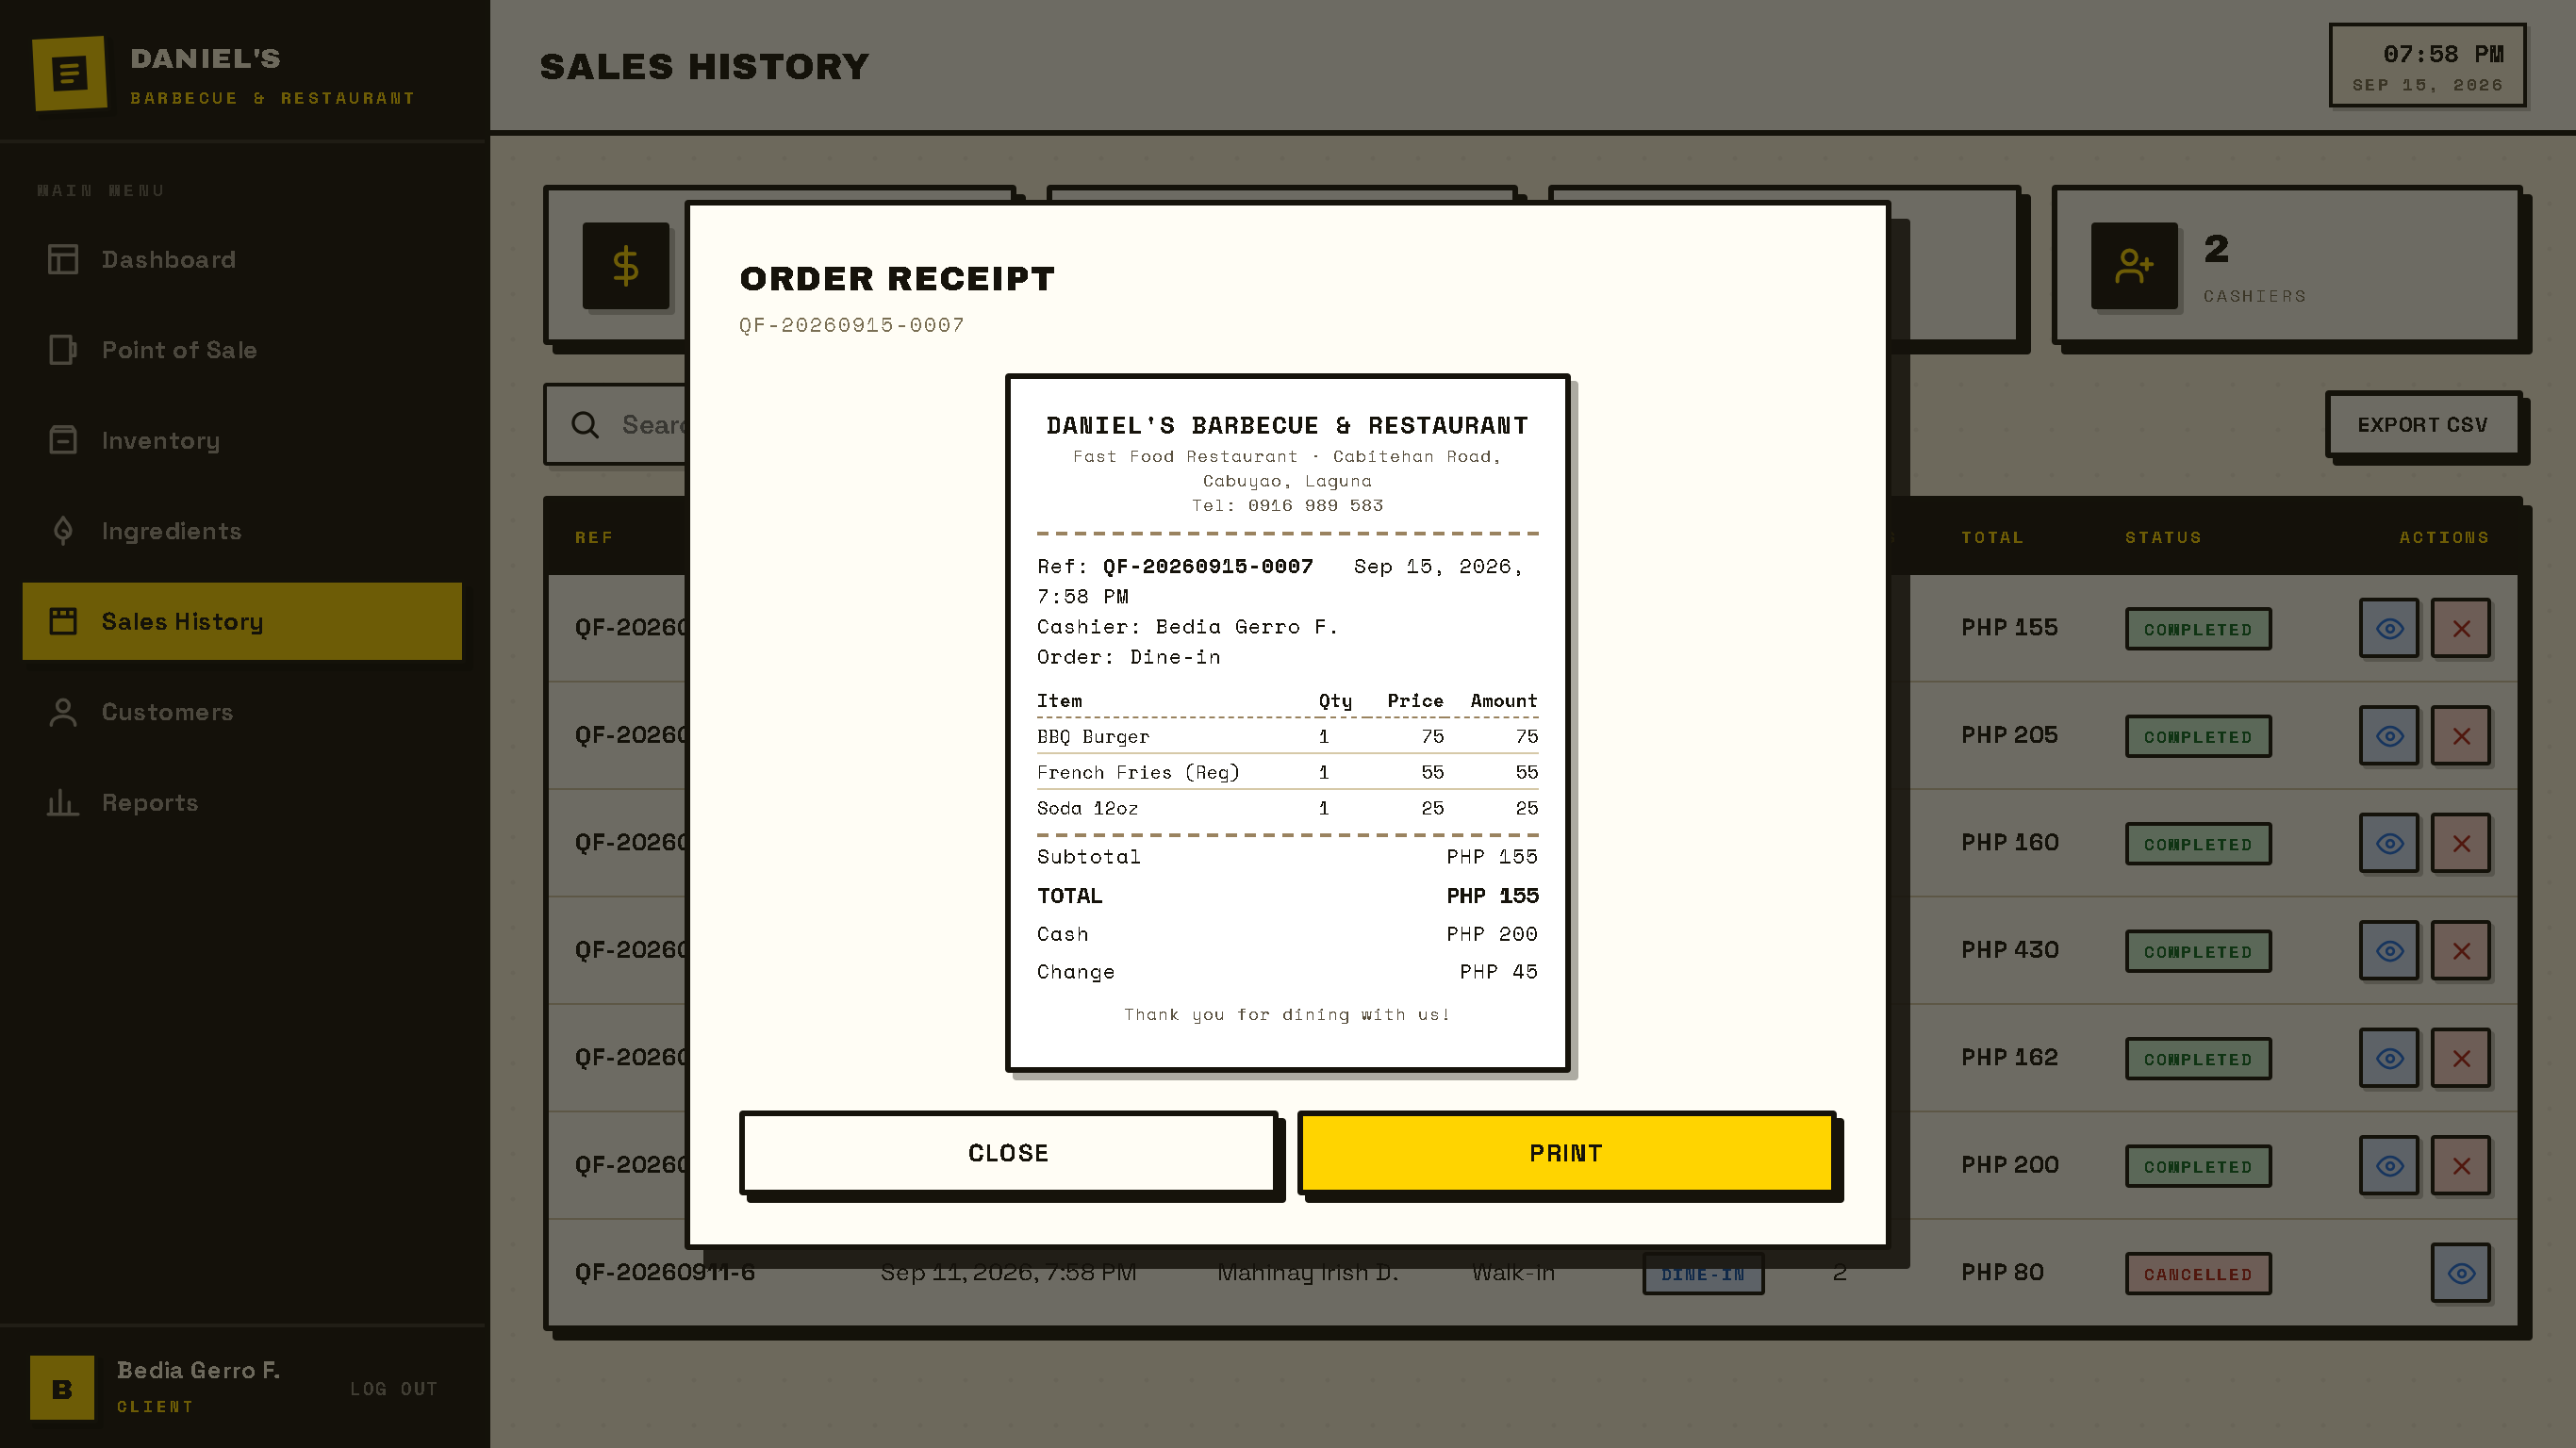 DANIEL'S
BARBECUE & RESTAURANT
MAIN MENU
Dashboard
Point of Sale
Inventory
Ingredients
Sales History
Customers
Reports
B
Bedia Gerro F.
CLIENT
LOG OUT
SALES HISTORY
07:58 PM
SEP 15, 2026
$
2
CASHIERS
EXPORT CSV
REF TOTAL STATUS ACTIONS
PHP 155 COMPLETED
PHP 205 COMPLETED
PHP 160 COMPLETED
PHP 430 COMPLETED
PHP 162 COMPLETED
PHP 200 COMPLETED
QF-20260911-6 Sep 11, 2026, 7:58 PM Mahinay Irish D. Walk-in DINE-IN 2 PHP 80 CANCELLED
ORDER RECEIPT
QF-20260915-0007
DANIEL'S BARBECUE & RESTAURANT
Fast Food Restaurant · Cabitehan Road,
Cabuyao, Laguna
Tel: 0916 989 583
Ref: QF-20260915-0007 Sep 15, 2026,
7:58 PM
Cashier: Bedia Gerro F.
Order: Dine-in
Item Qty Price Amount
BBQ Burger 1 75 75
French Fries (Reg) 1 55 55
Soda 12oz 1 25 25
Subtotal PHP 155
TOTAL PHP 155
Cash PHP 200
Change PHP 45
Thank you for dining with us!
CLOSE
PRINT